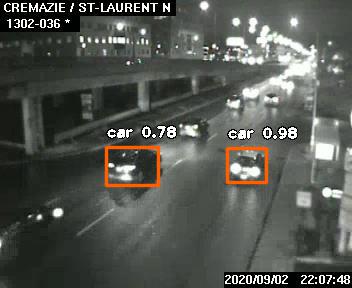 CREMAZIE / ST-LAURENT N
1302-036 *
car 0.78
car 0.98
2020/09/02 22:07:48